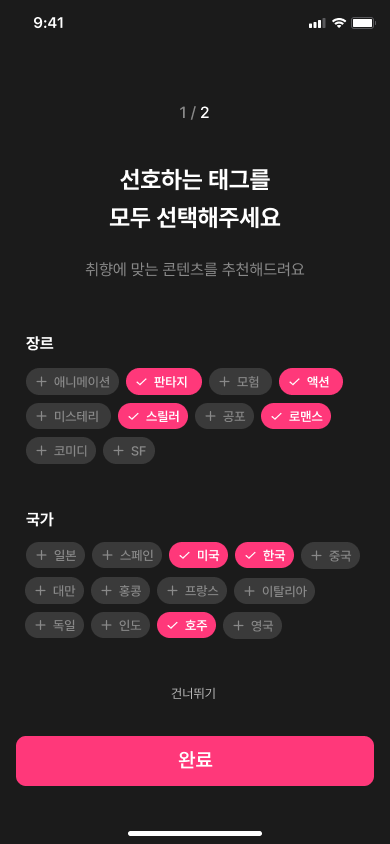 9:41
1 / 2
선호하는 태그를
모두 선택해주세요
취향에 맞는 콘텐츠를 추천해드려요
장르
+ 애니메이션 ✓ 판타지 + 모험 ✓ 액션
+ 미스테리 ✓ 스릴러 + 공포 ✓ 로맨스
+ 코미디 + SF
국가
+ 일본 + 스페인 ✓ 미국 ✓ 한국 + 중국
+ 대만 + 홍콩 + 프랑스 + 이탈리아
+ 독일 + 인도 ✓ 호주 + 영국
건너뛰기
완료